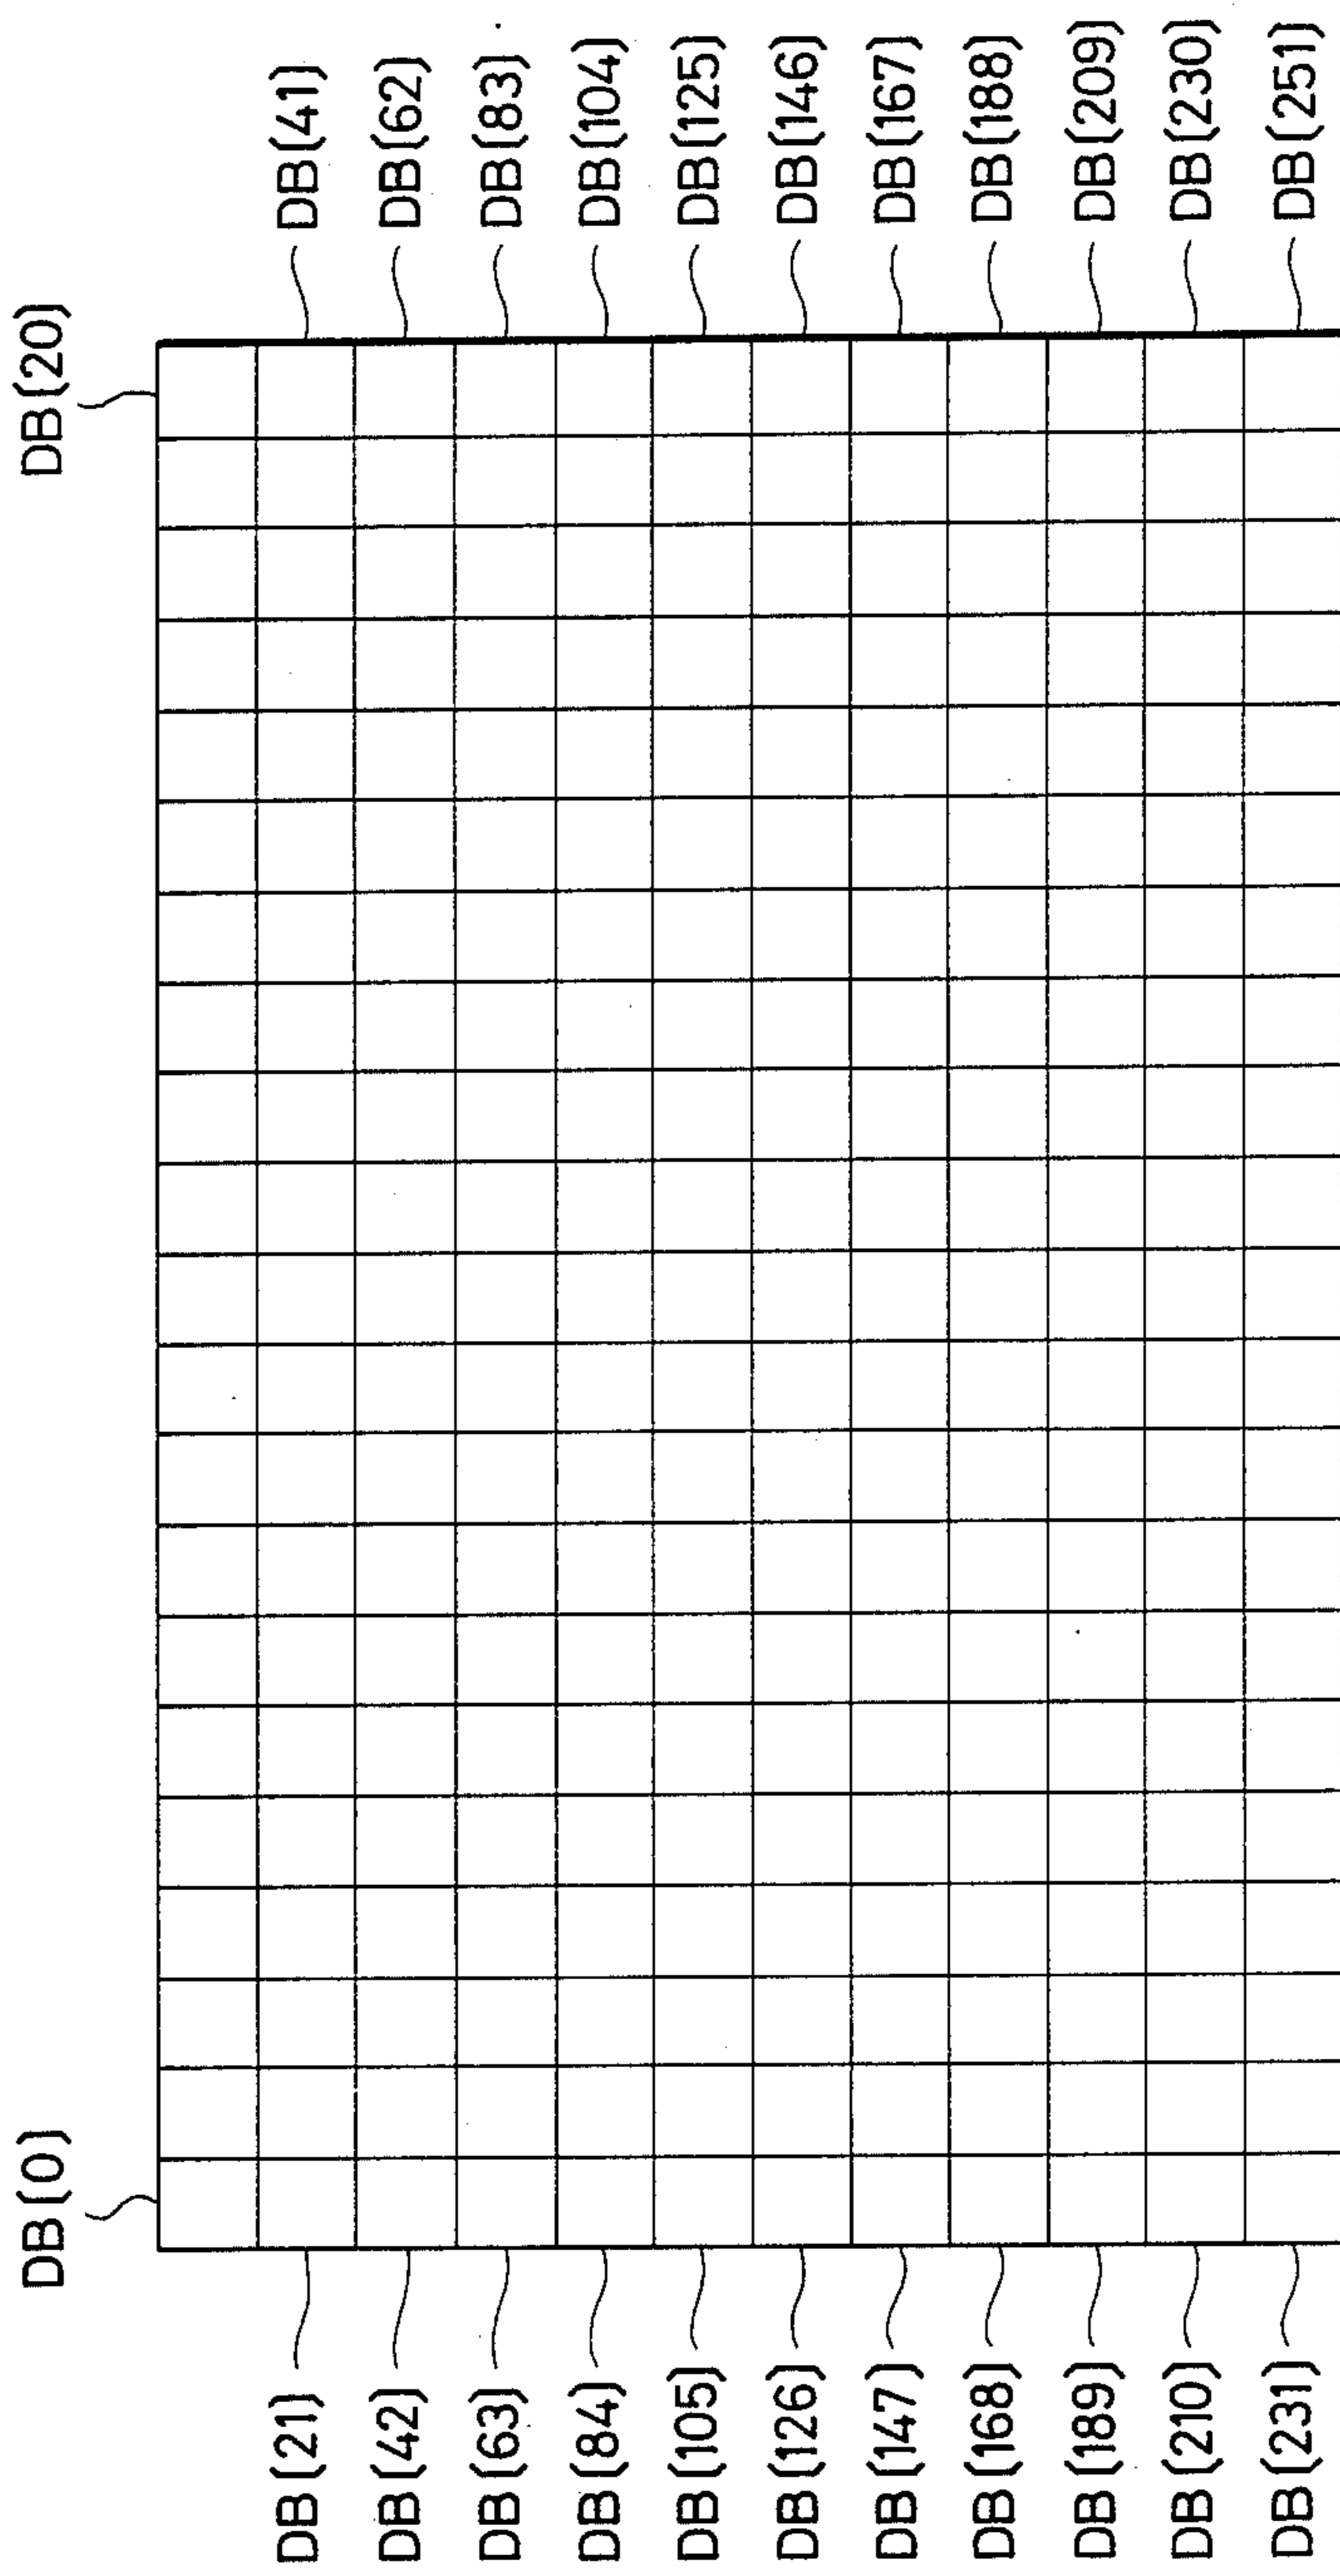 DB(0) DB(20)
DB(21) DB(41)
DB(42) DB(62)
DB(63) DB(83)
DB(84) DB(104)
DB(105) DB(125)
DB(126) DB(146)
DB(147) DB(167)
DB(168) DB(188)
DB(189) DB(209)
DB(210) DB(230)
DB(231) DB(251)